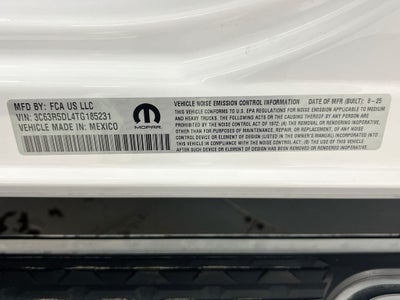 MFD BY: FCA US LLC
VIN: 3C63R5DL4TG185231
VEHICLE MADE IN: MEXICO
MOPAR
VEHICLE NOISE EMISSION CONTROL INFORMATION DATE OF MFR (BUILT): 8-25
THIS VEHICLE CONFORMS TO U.S. EPA REGULATIONS FOR NOISE EMISSION APPLICABLE TO MEDIUM
AND HEAVY TRUCKS. THE FOLLOWING ACTS OR THE CAUSING THEREOF BY ANY PERSON ARE
PROHIBITED BY THE NOISE CONTROL ACT OF 1972; (A) THE REMOVAL OR RENDERING INOPERATIVE
OTHER THAN FOR PURPOSES OF MAINTENANCE, REPAIR, OR REPLACEMENT, OF ANY NOISE CONTROL
DEVICE OR ELEMENT OF DESIGN (LISTED IN THE OWNER'S MANUAL) INCORPORATED INTO THIS
VEHICLE IN COMPLIANCE WITH THE NOISE CONTROL ACT; (B) THE USE OF THIS VEHICLE
AFTER SUCH DEVICE OR ELEMENT OF DESIGN HAS BEEN REMOVED OR RENDERED INOPERATIVE.